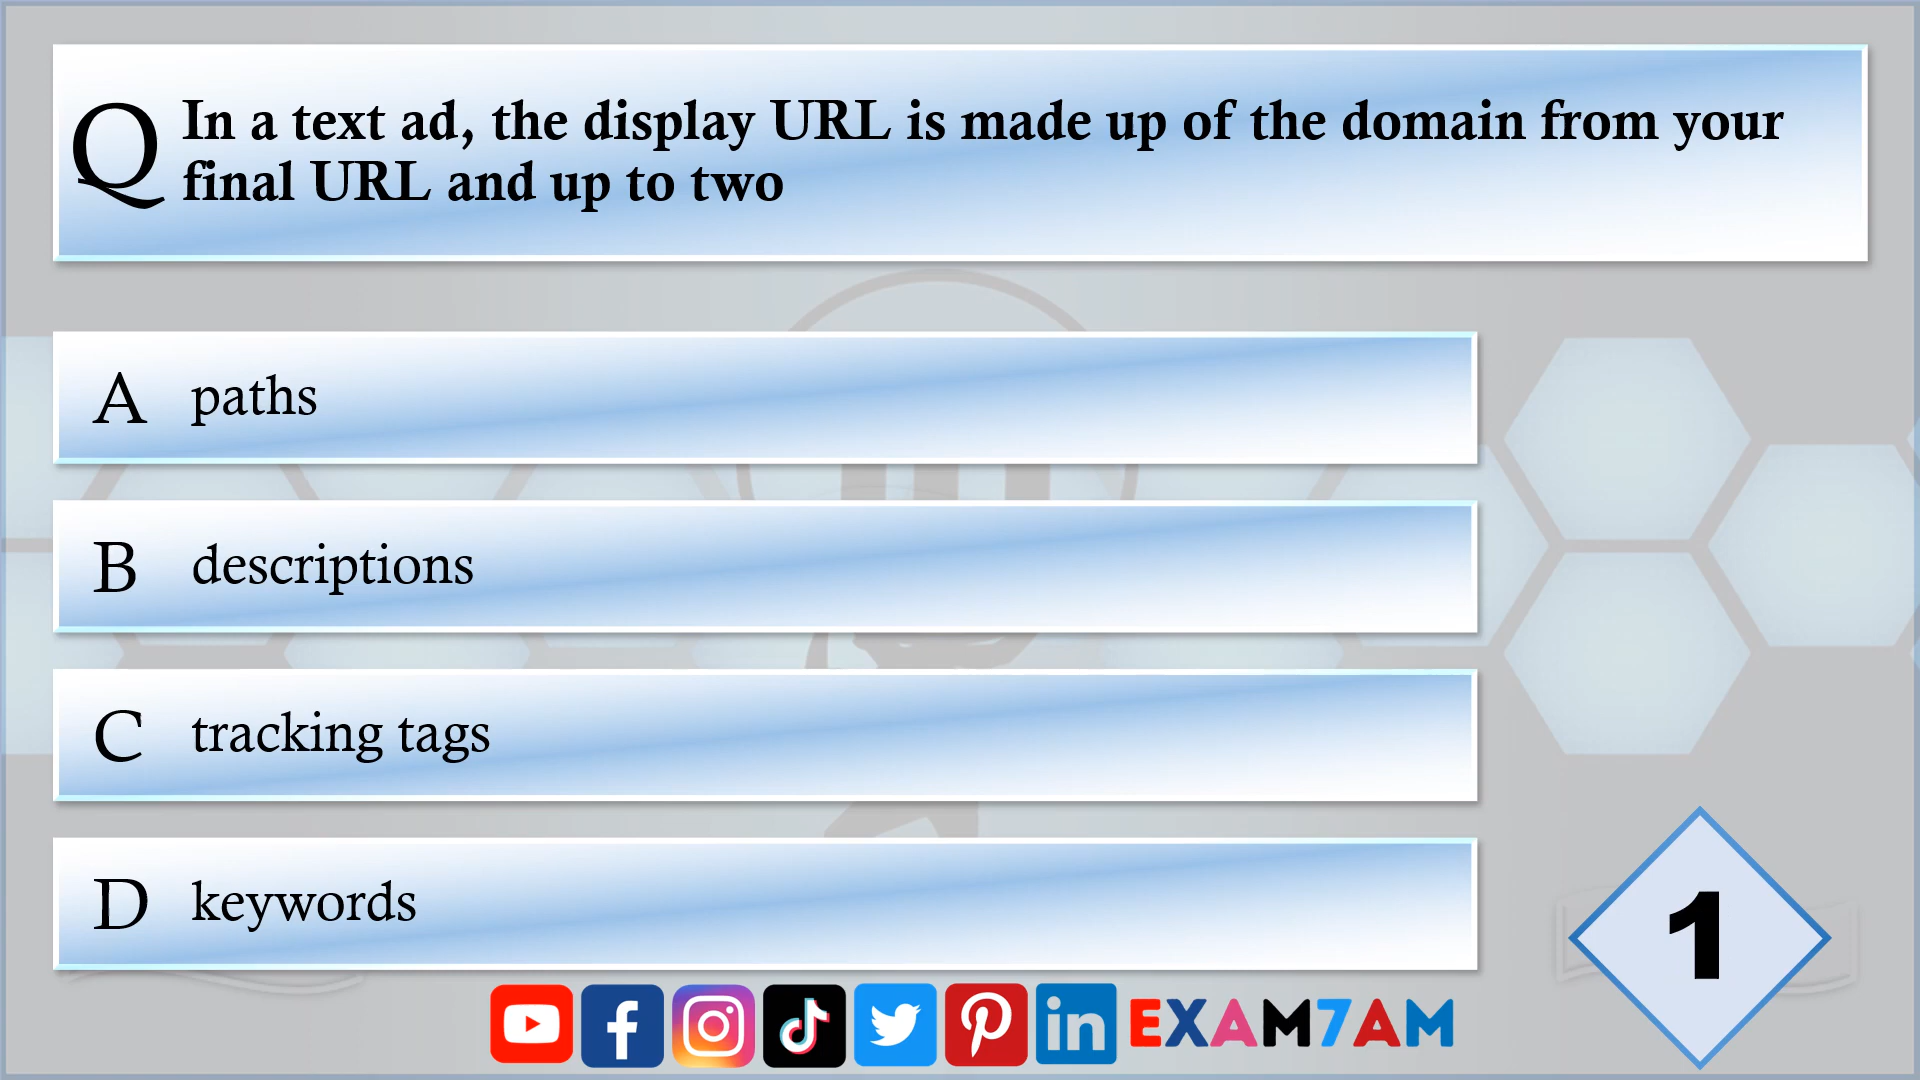 Q In a text ad, the display URL is made up of the domain from your
final URL and up to two
A paths
B descriptions
C tracking tags
D keywords
1
EXAM7AM